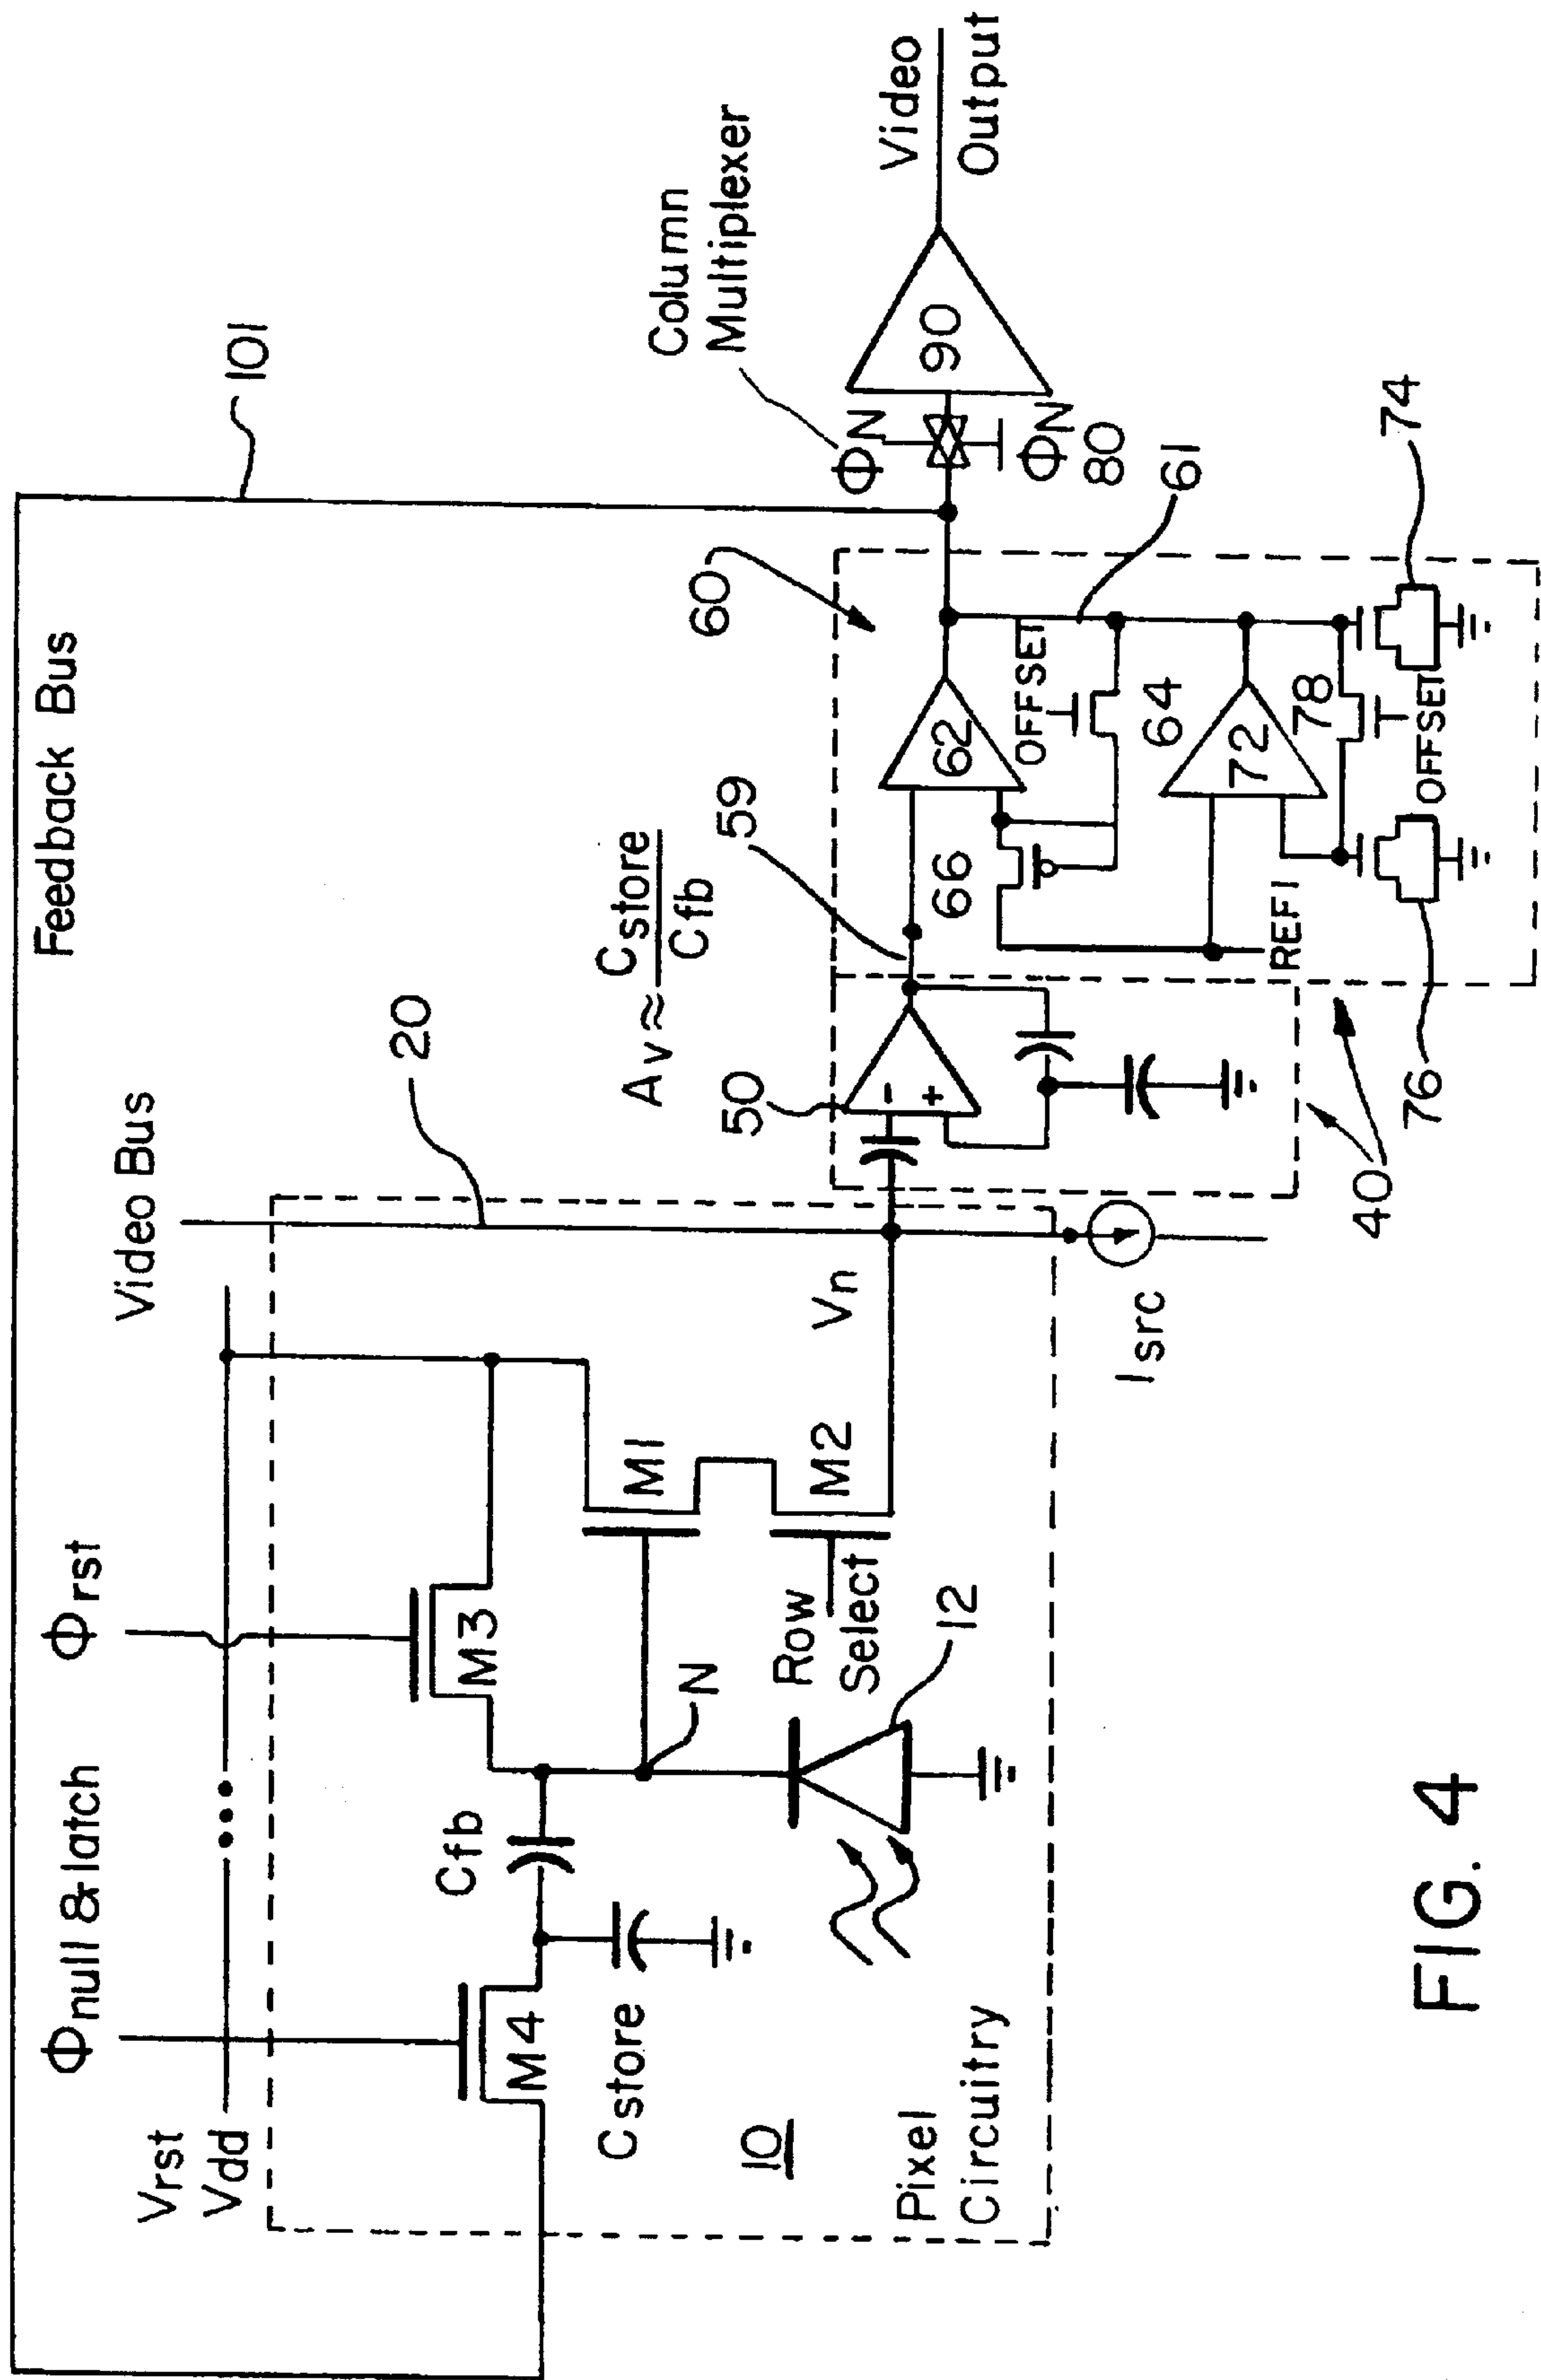 Feedback Bus
101
Φnull & latch
Φrst
Vrst
Vdd
Video Bus
20
M4
Cfb
M3
Cstore
N
M1
M2
Row
Select
12
10
Pixel
Circuitry
Vn
Isrc
Av ≈ Cstore
Cfb
50
-
+
59
60
62
OFFSET
66
64
61
72
78
REF1
OFFSET
76
74
40
Column
Multiplexer
ΦN
ΦN
80
90
Video
Output
FIG. 4